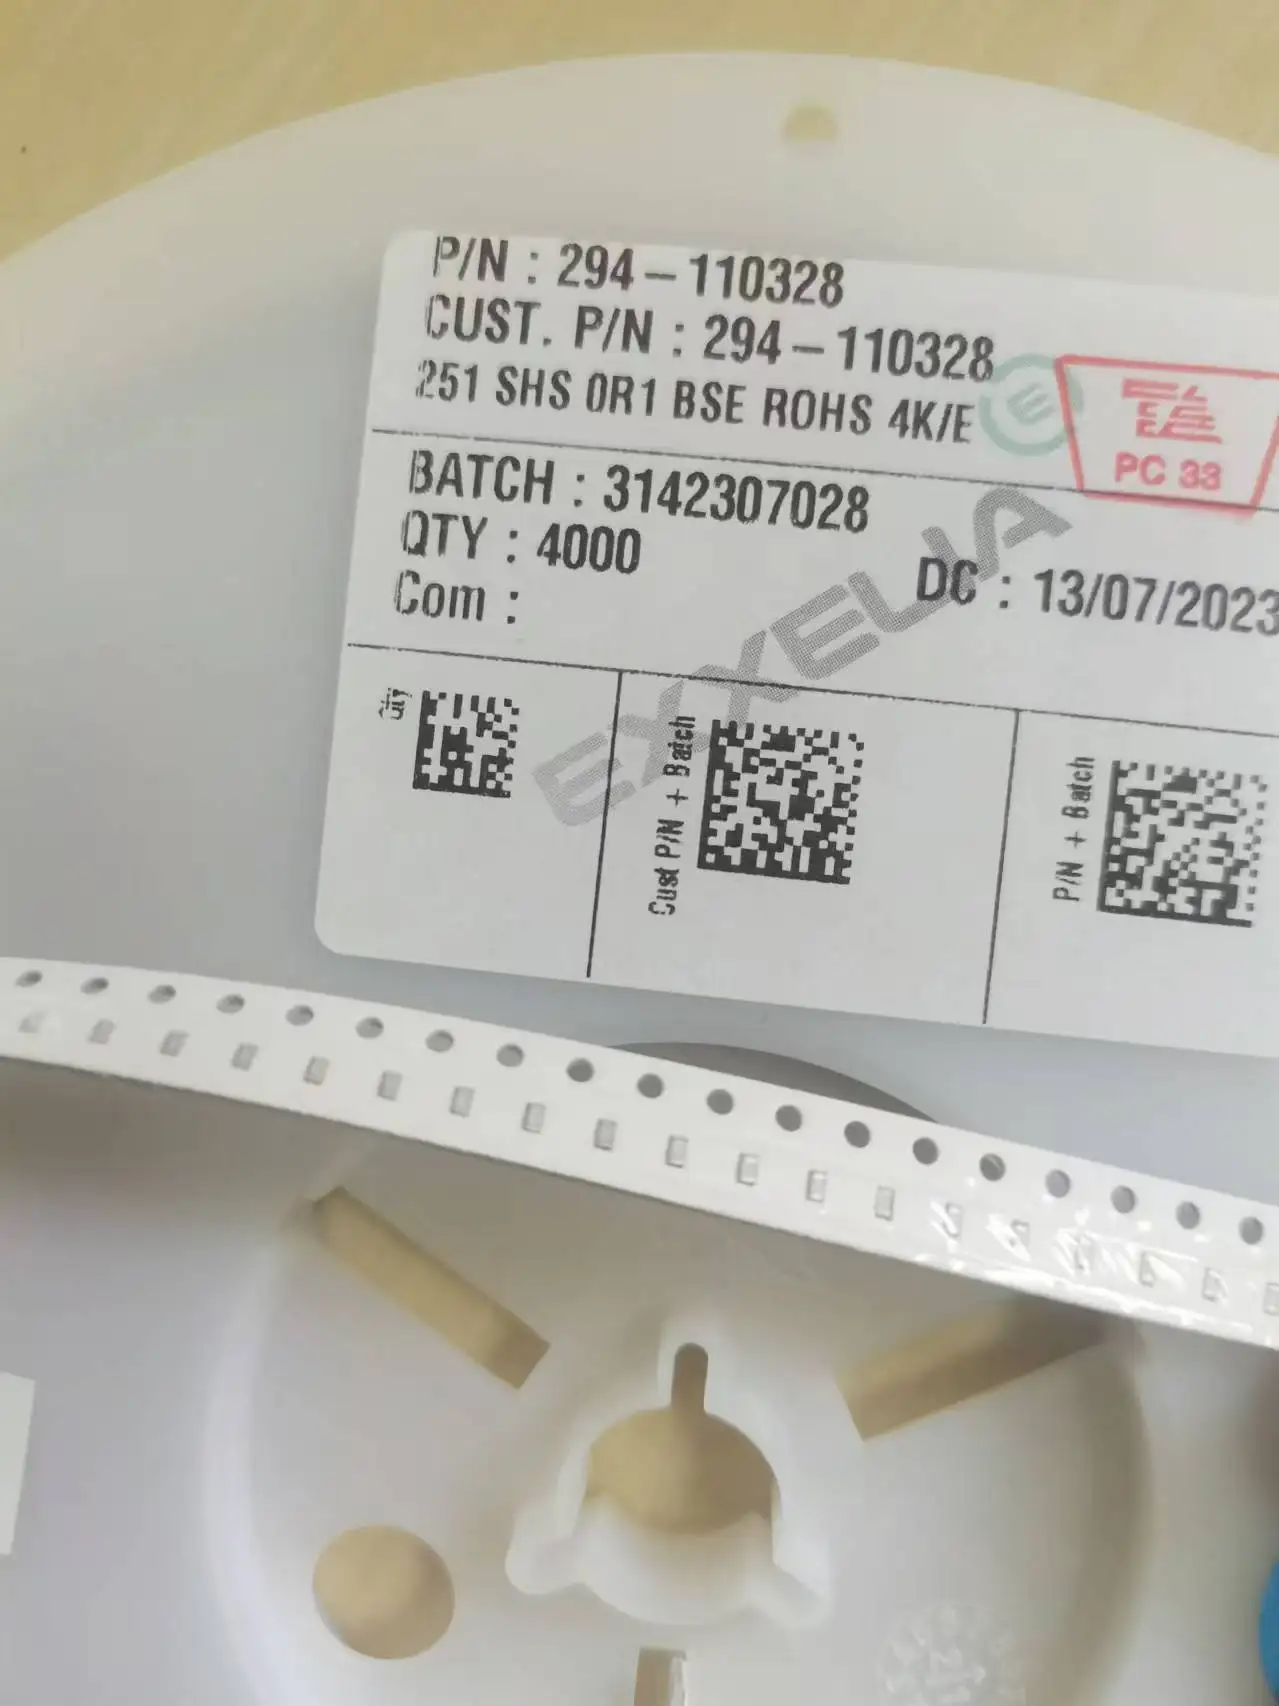 P/N : 294-110328
CUST. P/N : 294-110328
251 SHS 0R1 BSE ROHS 4K/E
PC 33
BATCH : 3142307028
QTY : 4000
DC : 13/07/2023
Com :
EXXELIA
Qty
Cust P/N + Batch
P/N + Batch